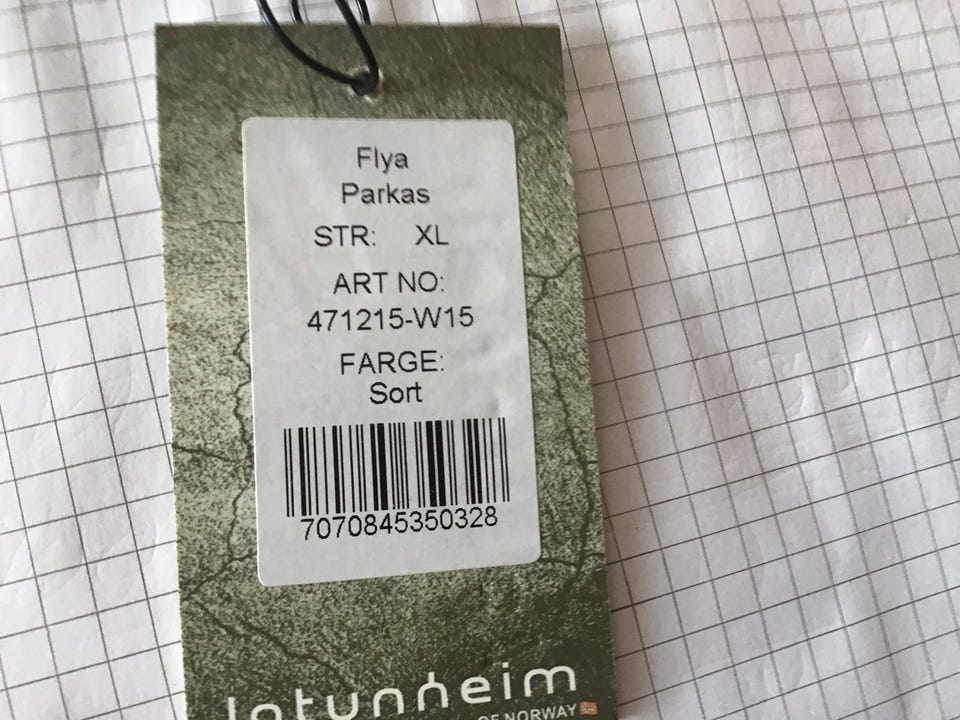 Flya
Parkas
STR: XL
ART NO:
471215-W15
FARGE:
Sort
7070845350328
Jotunheim
OF NORWAY